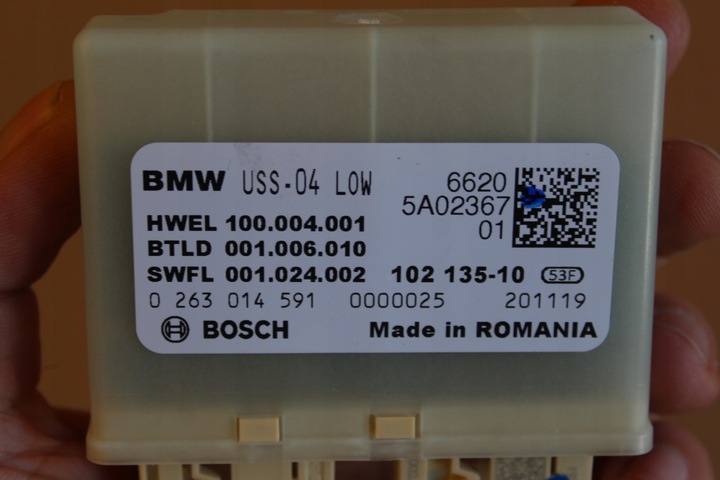 BMW USS-04 LOW
6620
5A02367
01
HWEL 100.004.001
BTLD 001.006.010
SWFL 001.024.002 102 135-10 53F
0 263 014 591 0000025 201119
BOSCH Made in ROMANIA